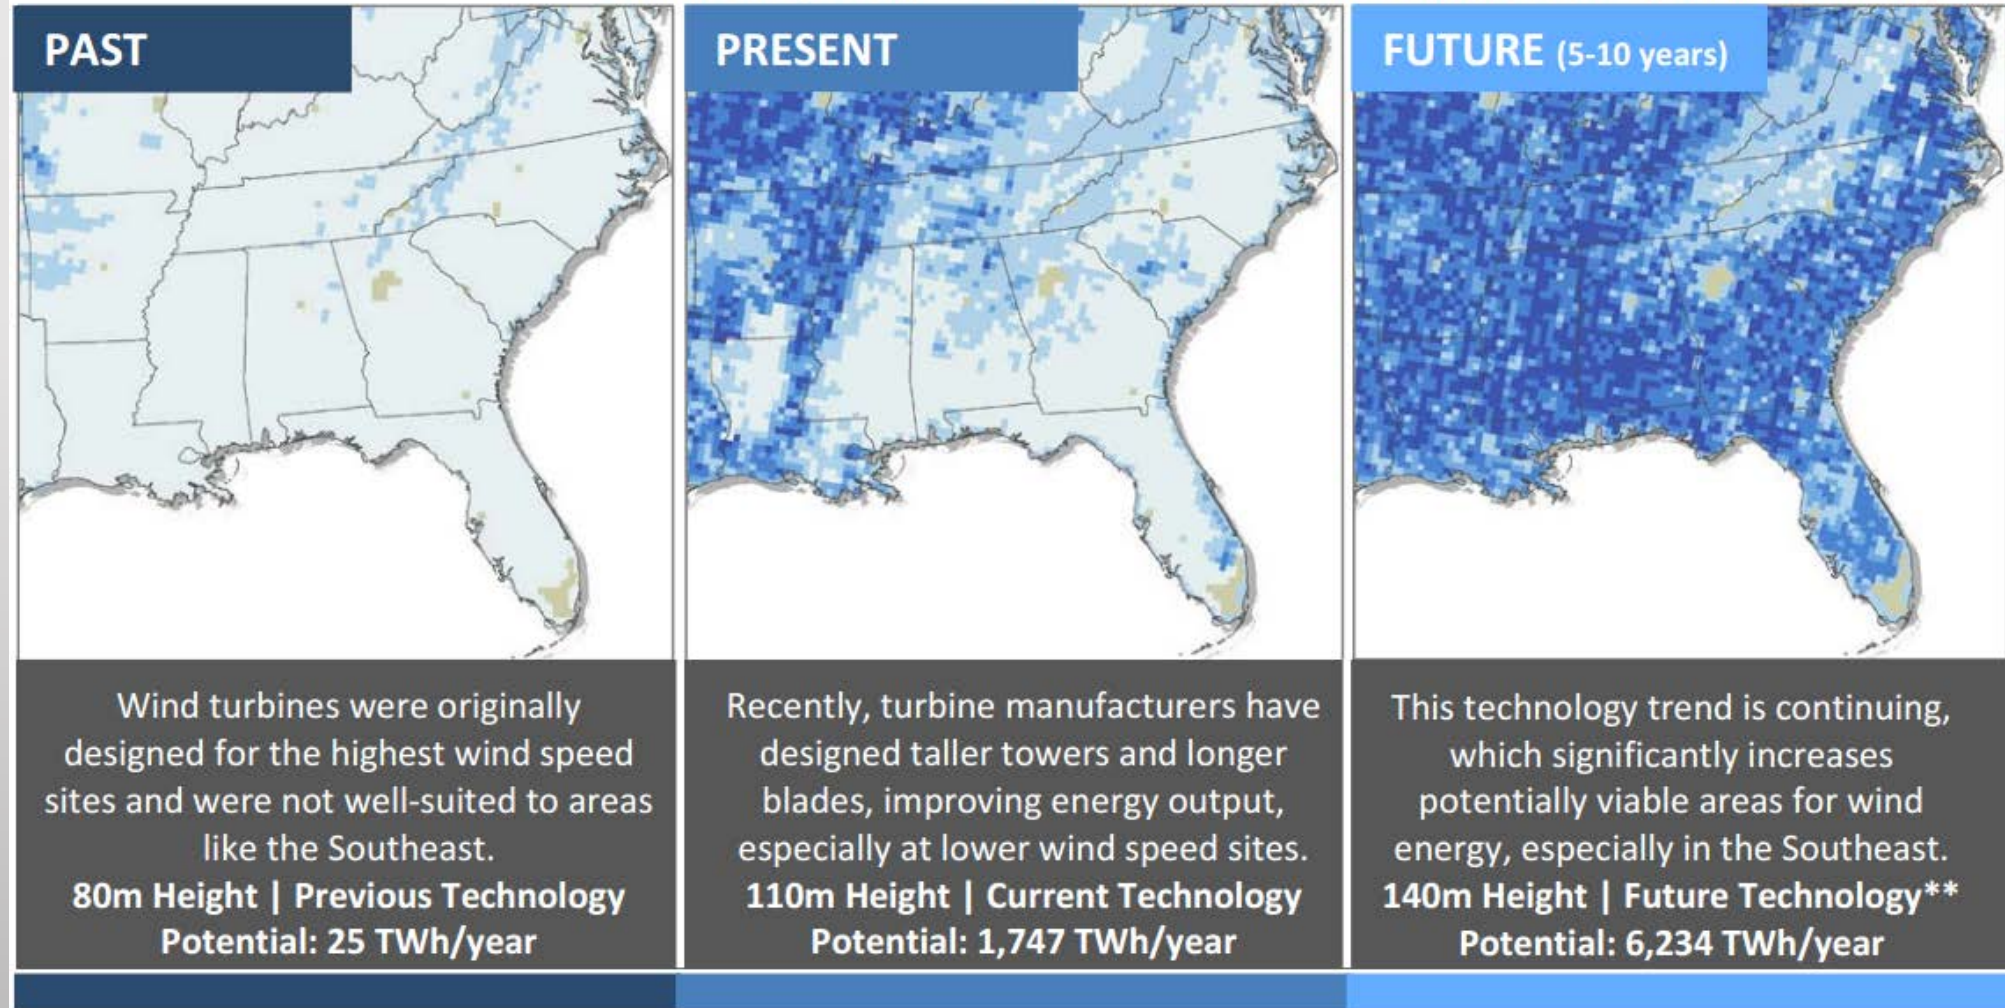 PAST
Wind turbines were originally
designed for the highest wind speed
sites and were not well-suited to areas
like the Southeast.
80m Height | Previous Technology
Potential: 25 TWh/year
PRESENT
Recently, turbine manufacturers have
designed taller towers and longer
blades, improving energy output,
especially at lower wind speed sites.
110m Height | Current Technology
Potential: 1,747 TWh/year
FUTURE (5-10 years)
This technology trend is continuing,
which significantly increases
potentially viable areas for wind
energy, especially in the Southeast.
140m Height | Future Technology**
Potential: 6,234 TWh/year